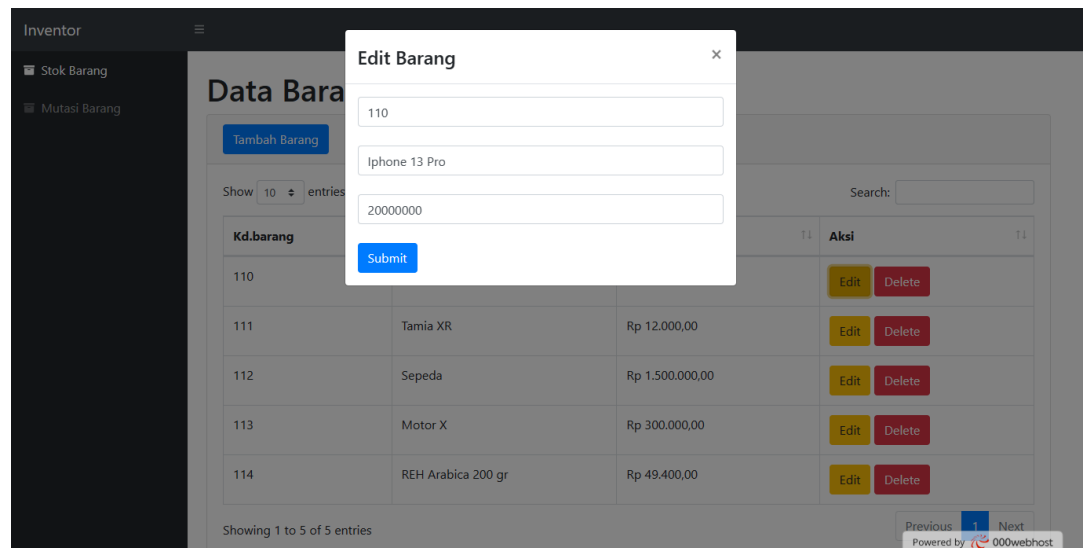 Inventor
Stok Barang
Mutasi Barang
Edit Barang
×
110
Iphone 13 Pro
20000000
Submit
Data Bara
Tambah Barang
Show 10 entries
Search:
Kd.barang Aksi
110 Edit Delete
111 Tamia XR Rp 12.000,00 Edit Delete
112 Sepeda Rp 1.500.000,00 Edit Delete
113 Motor X Rp 300.000,00 Edit Delete
114 REH Arabica 200 gr Rp 49.400,00 Edit Delete
Showing 1 to 5 of 5 entries
Previous 1 Next
Powered by 000webhost